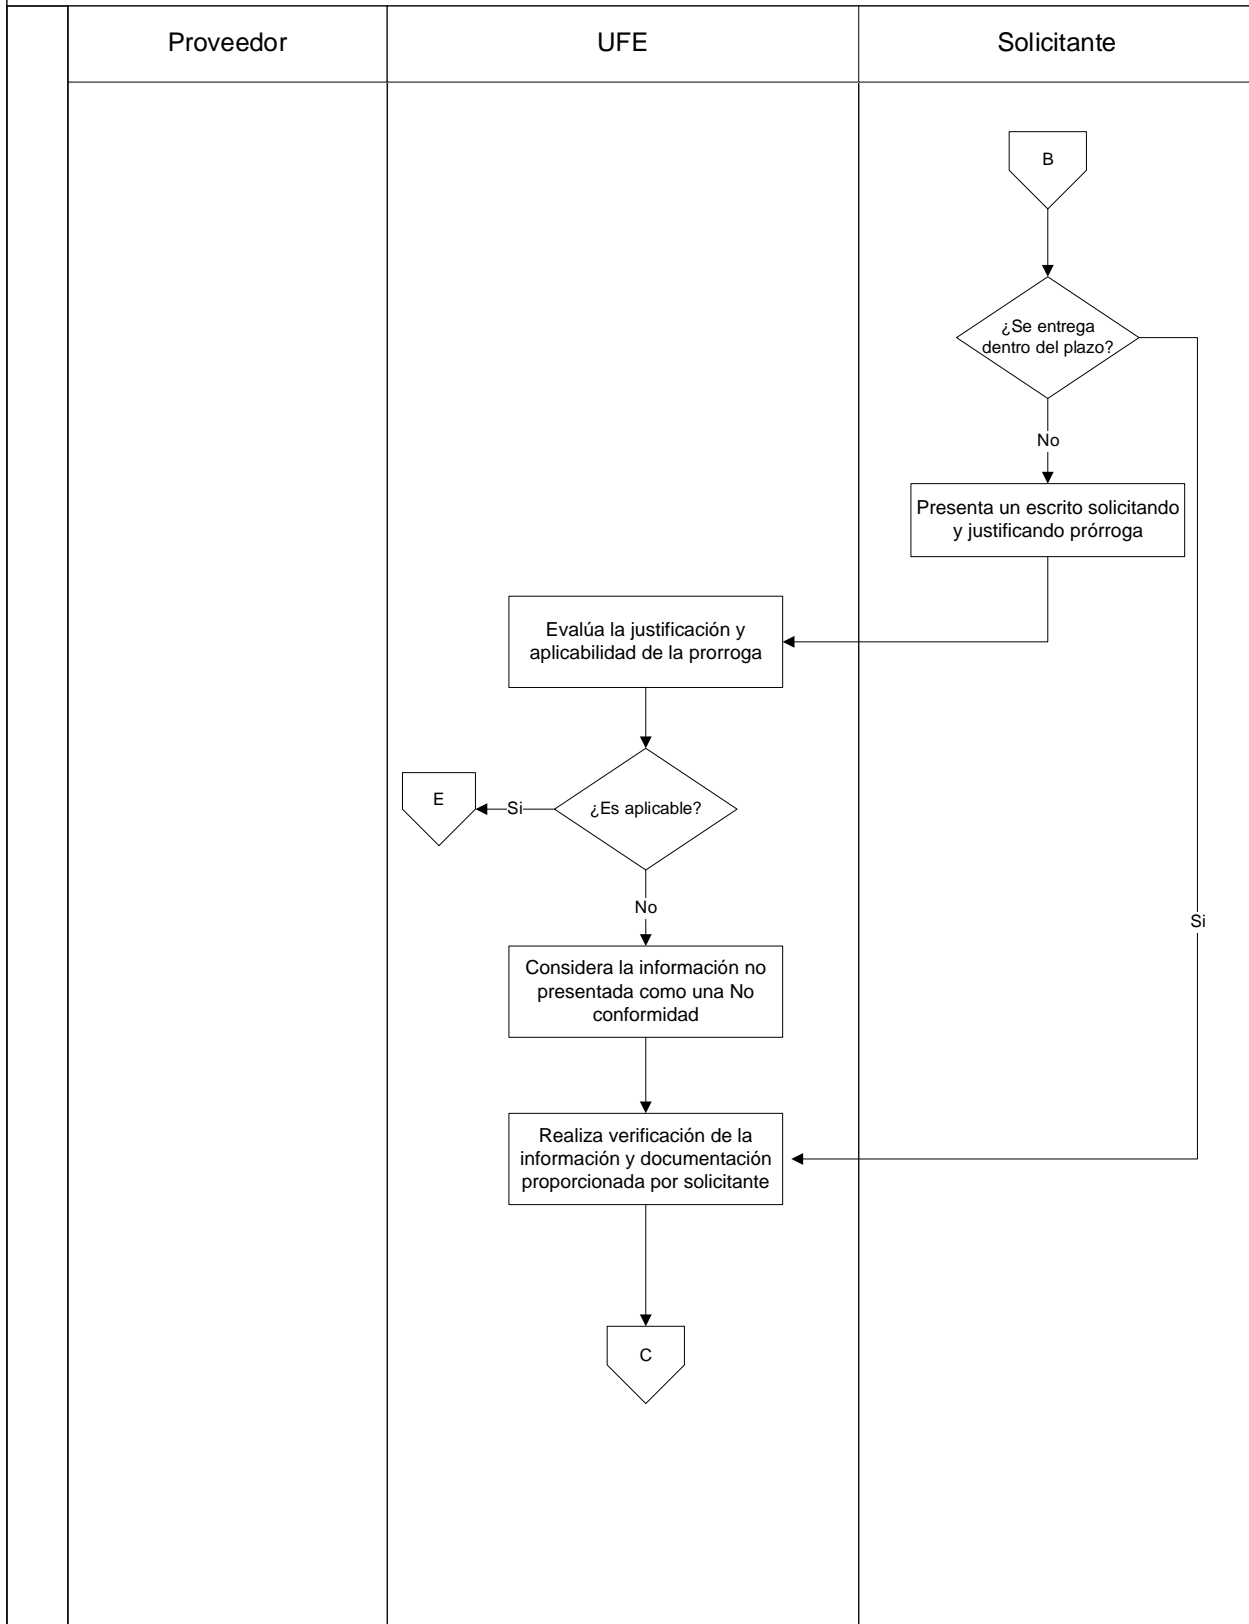 Proveedor
UFE
Solicitante
B
¿Se entrega
dentro del plazo?
No
Presenta un escrito solicitando
y justificando prórroga
Evalúa la justificación y
aplicabilidad de la prorroga
E
Si
¿Es aplicable?
No
Si
Considera la información no
presentada como una No
conformidad
Realiza verificación de la
información y documentación
proporcionada por solicitante
C